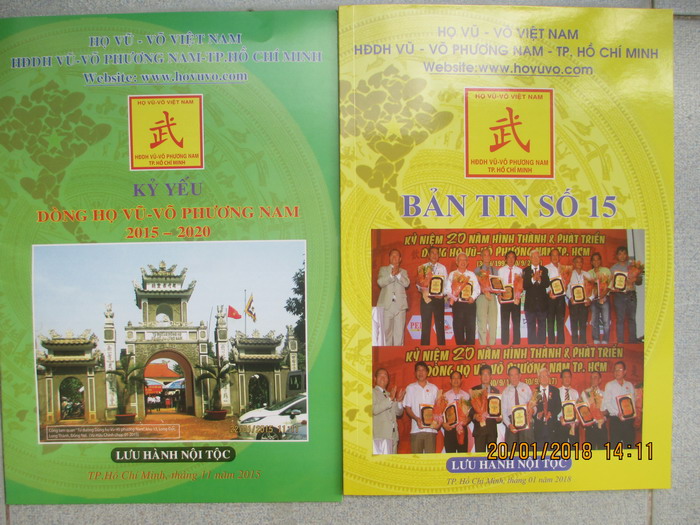 HỌ VŨ - VÕ VIỆT NAM
HĐDH VŨ-VÕ PHƯƠNG NAM-TP.HỒ CHÍ MINH
Website: www.hovuvo.com
HỌ VŨ-VÕ VIỆT NAM
武
HĐDH VŨ-VÕ PHƯƠNG NAM
TP. HỒ CHÍ MINH
KỶ YẾU
DÒNG HỌ VŨ-VÕ PHƯƠNG NAM
2015 – 2020
LƯU HÀNH NỘI TỘC
TP.Hồ Chí Minh, tháng 11 năm 2015
HỌ VŨ - VÕ VIỆT NAM
HĐDH VŨ - VÕ PHƯƠNG NAM - TP. HỒ CHÍ MINH
Website:www.hovuvo.com
HỌ VŨ-VÕ VIỆT NAM
武
HĐDH VŨ-VÕ PHƯƠNG NAM
TP. HỒ CHÍ MINH
BẢN TIN SỐ 15
KỶ NIỆM 20 NĂM HÌNH THÀNH & PHÁT TRIỂN
DÒNG HỌ VŨ-VÕ PHƯƠNG NAM TP. HCM
KỶ NIỆM 20 NĂM HÌNH THÀNH & PHÁT TRIỂN
DÒNG HỌ VŨ VÕ PHƯƠNG NAM TP. HCM
LƯU HÀNH NỘI TỘC
TP. Hồ Chí Minh, tháng 01 năm 2018
20/01/2018 14:11